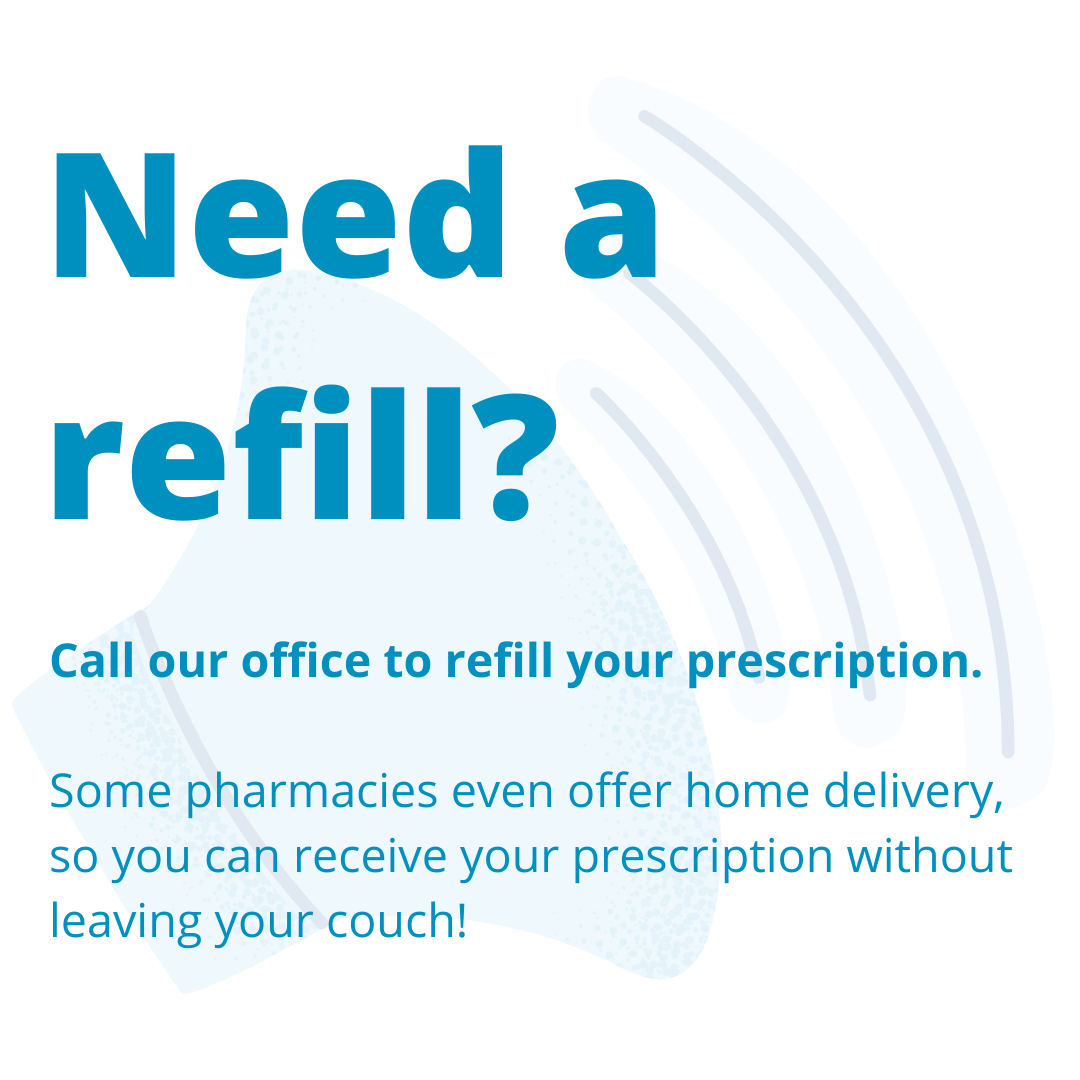 Need a
refill?
Call our office to refill your prescription.
Some pharmacies even offer home delivery,
so you can receive your prescription without
leaving your couch!